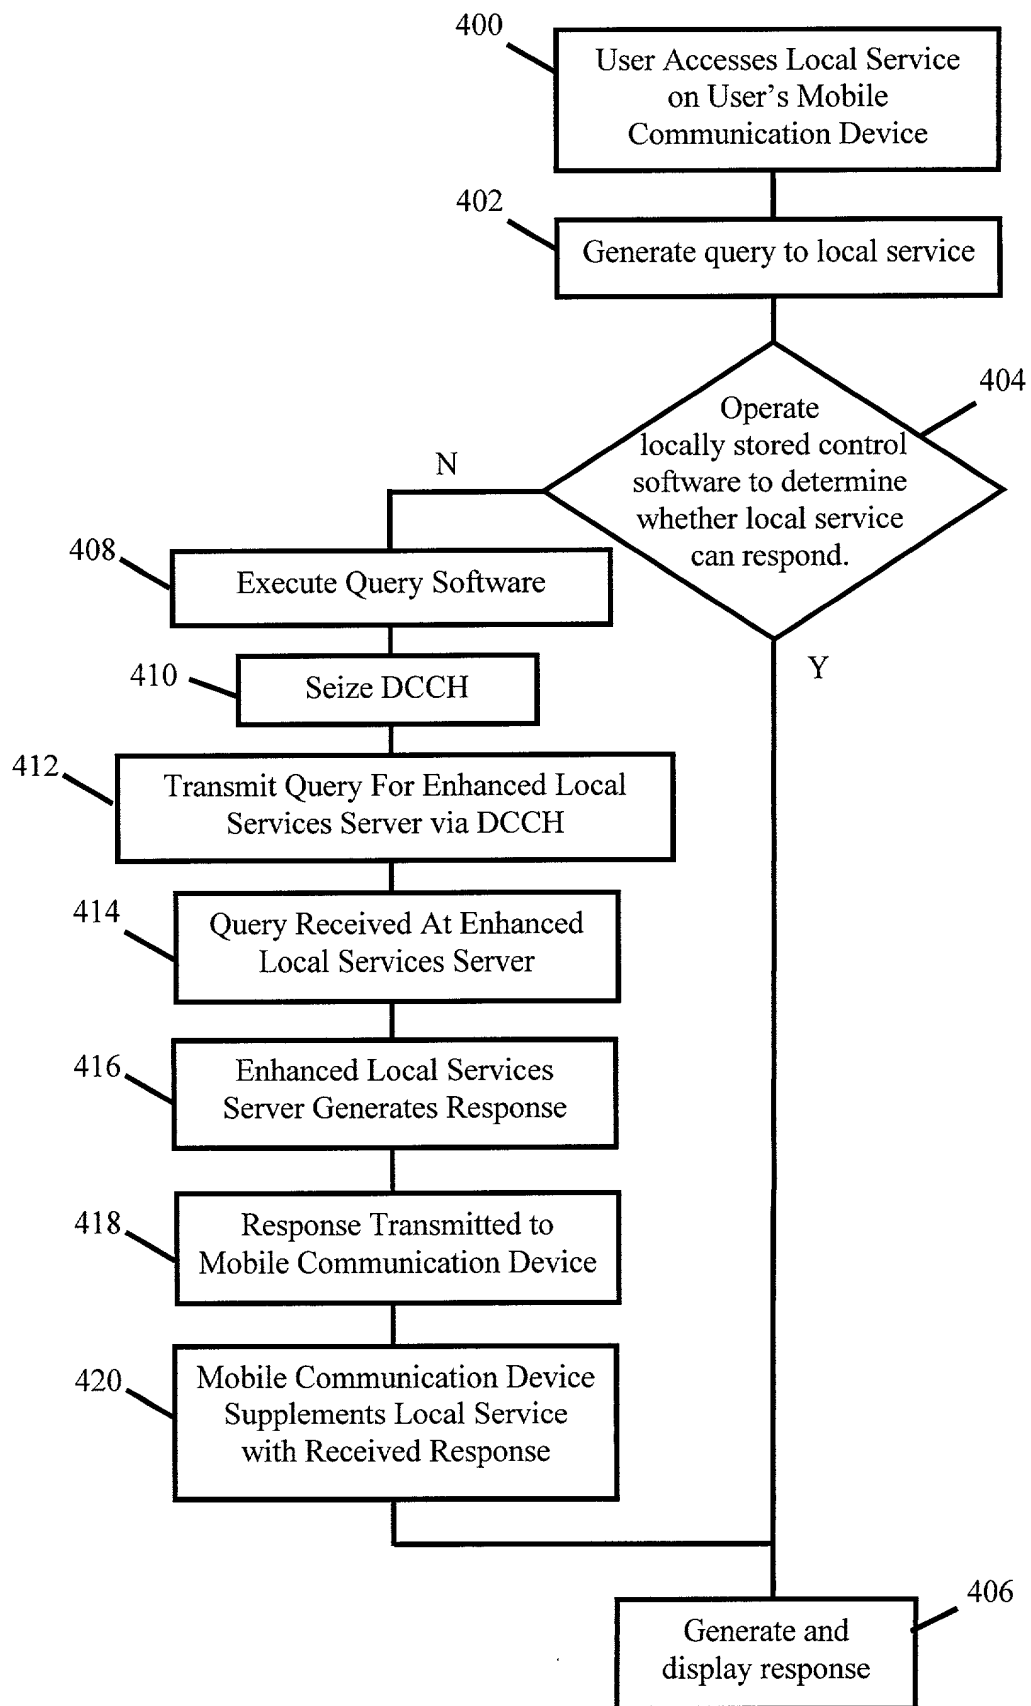 400
User Accesses Local Service
on User's Mobile
Communication Device
402
Generate query to local service
404
Operate
locally stored control
software to determine
whether local service
can respond.
N
Y
408
Execute Query Software
410
Seize DCCH
412
Transmit Query For Enhanced Local
Services Server via DCCH
414
Query Received At Enhanced
Local Services Server
416
Enhanced Local Services
Server Generates Response
418
Response Transmitted to
Mobile Communication Device
420
Mobile Communication Device
Supplements Local Service
with Received Response
406
Generate and
display response